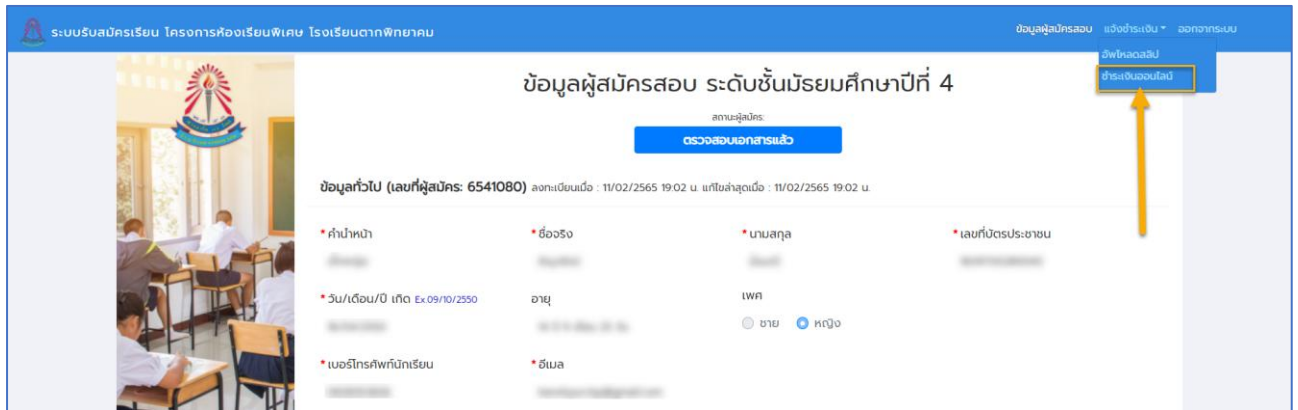 ระบบรับสมัครเรียน โครงการห้องเรียนพิเศษ โรงเรียนตากพิทยาคม
ข้อมูลผู้สมัครสอบ แจ้งชำระเงิน ออกจากระบบ
อัพโหลดสลิป
ชำระเงินออนไลน์
ข้อมูลผู้สมัครสอบ ระดับชั้นมัธยมศึกษาปีที่ 4
สถานะผู้สมัคร:
ตรวจสอบเอกสารแล้ว
ข้อมูลทั่วไป (เลขที่ผู้สมัคร: 6541080) ลงทะเบียนเมื่อ : 11/02/2565 19:02 น. แก้ไขล่าสุดเมื่อ : 11/02/2565 19:02 น.
* คำนำหน้า * ชื่อจริง * นามสกุล * เลขที่บัตรประชาชน
* วัน/เดือน/ปี เกิด Ex.09/10/2550 อายุ เพศ
ชาย หญิง
* เบอร์โทรศัพท์นักเรียน * อีเมล